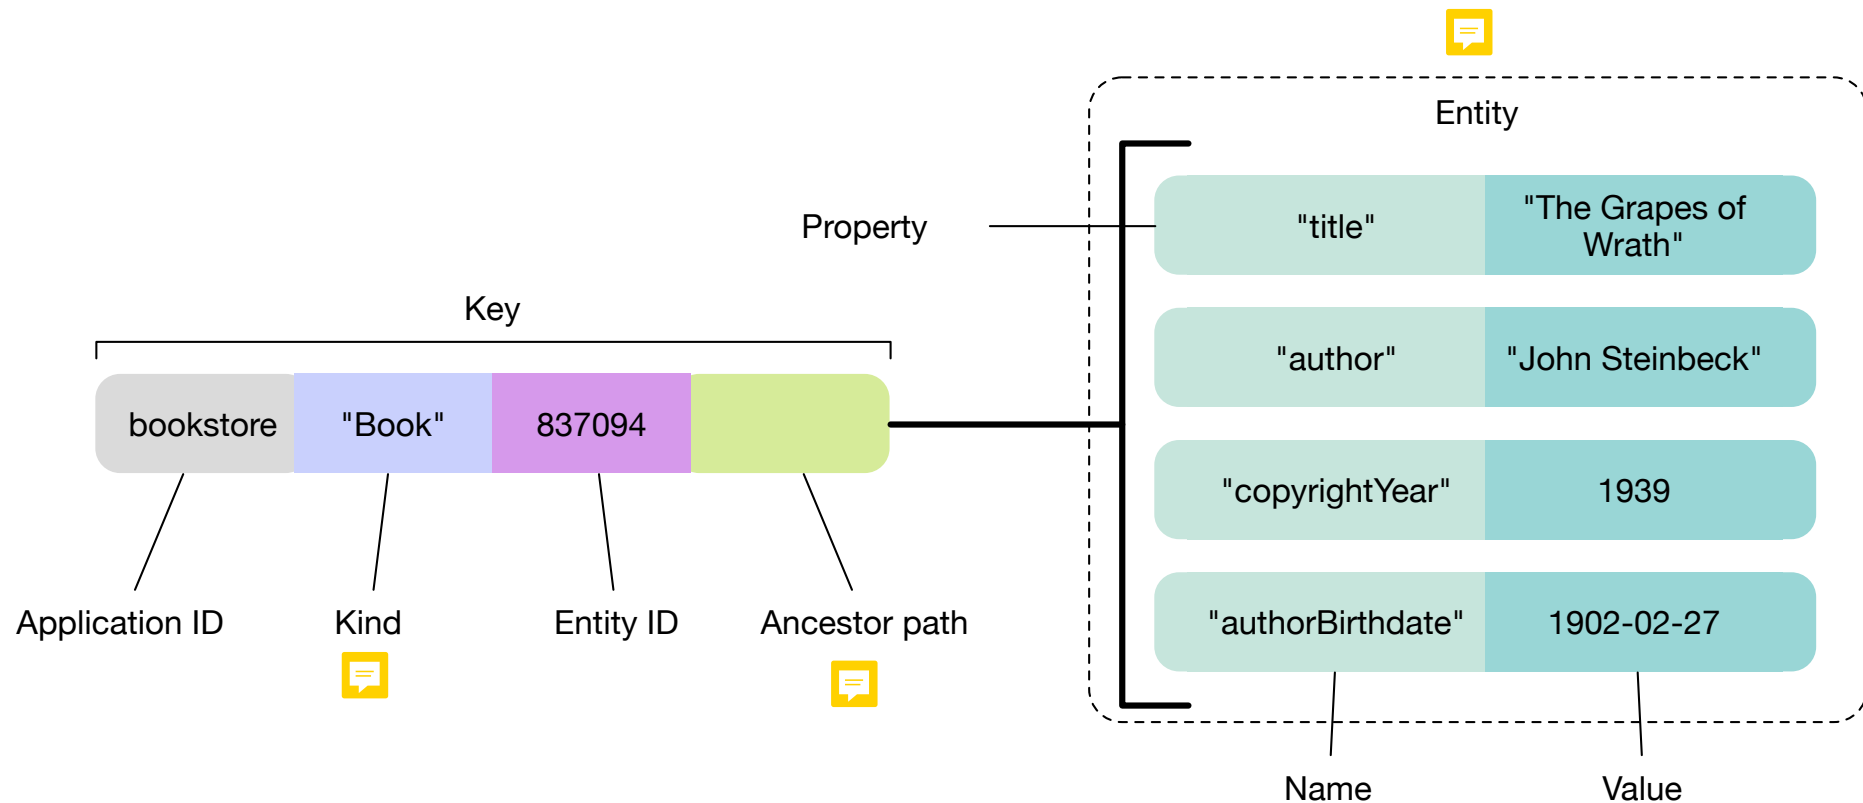 Entity
Property
"title"
"The Grapes of
Wrath"
Key
"author"
"John Steinbeck"
bookstore
"Book"
837094
"copyrightYear"
1939
Application ID
Kind
Entity ID
Ancestor path
"authorBirthdate"
1902-02-27
Name
Value